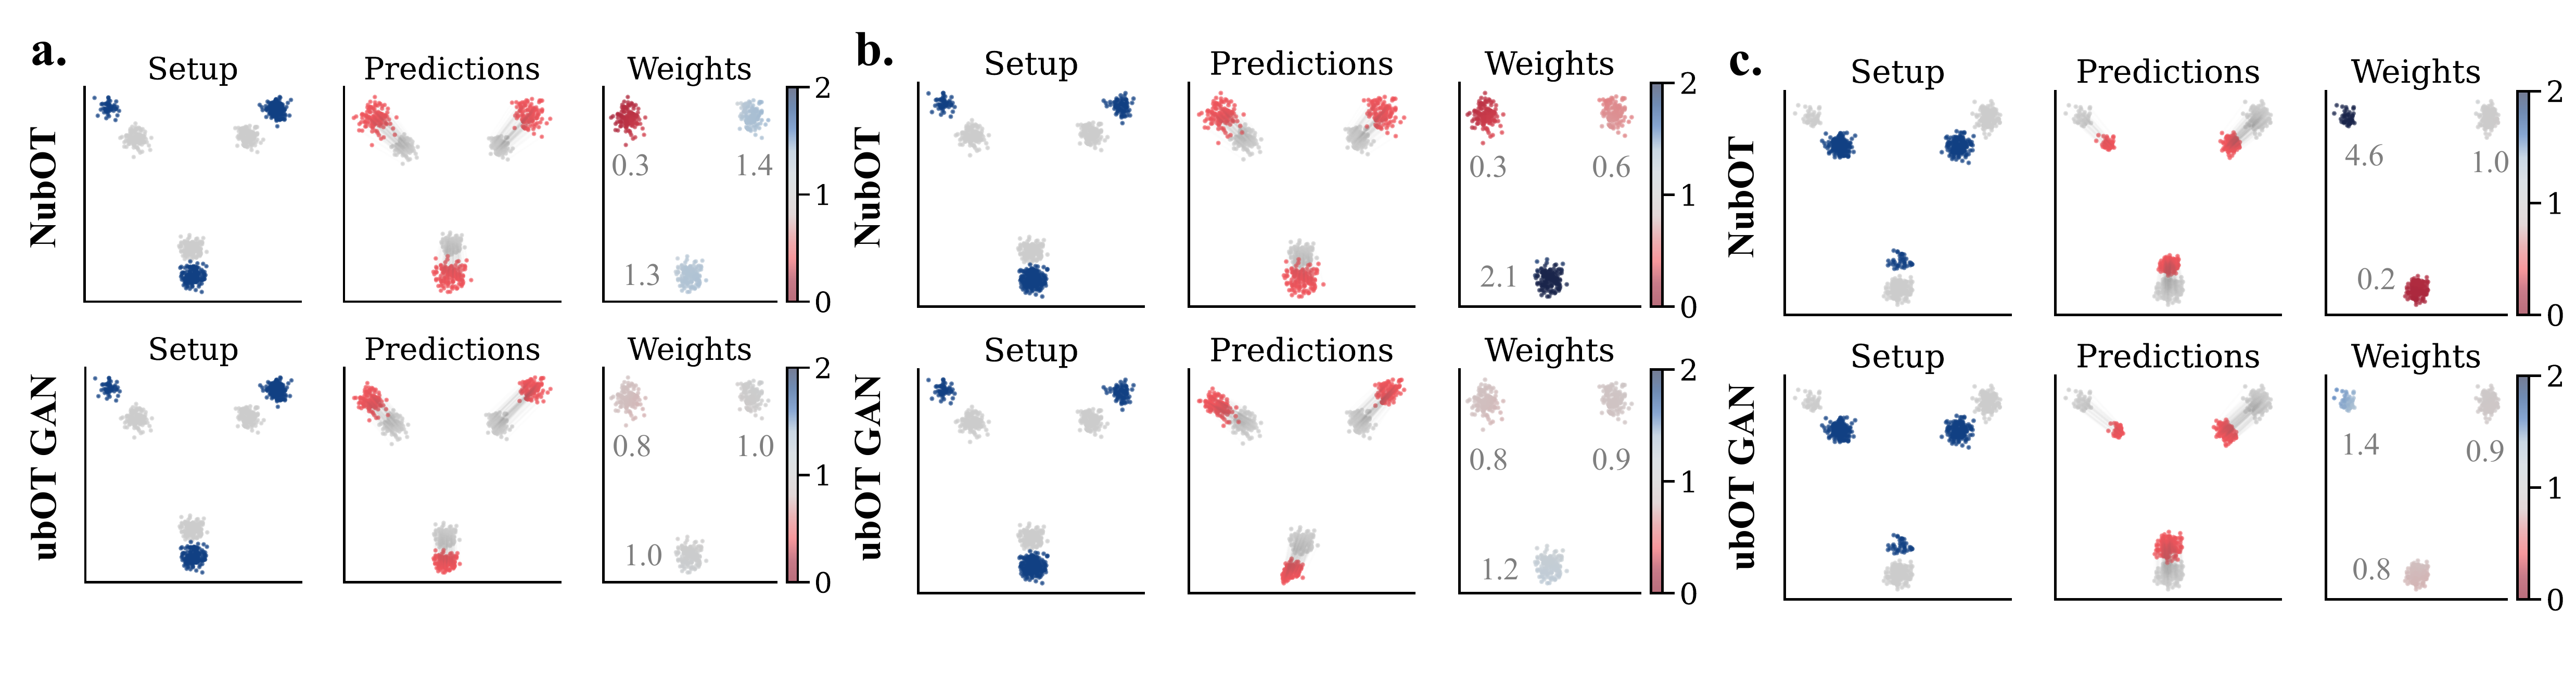 a.
Setup
Predictions
Weights
NubOT
0.3
1.4
1.3
2
1
0
Setup
Predictions
Weights
ubOT GAN
0.8
1.0
1.0
2
1
0
b.
Setup
Predictions
Weights
NubOT
0.3
0.6
2.1
2
1
0
Setup
Predictions
Weights
ubOT GAN
0.8
0.9
1.2
2
1
0
c.
Setup
Predictions
Weights
NubOT
4.6
1.0
0.2
2
1
0
Setup
Predictions
Weights
ubOT GAN
1.4
0.9
0.8
2
1
0